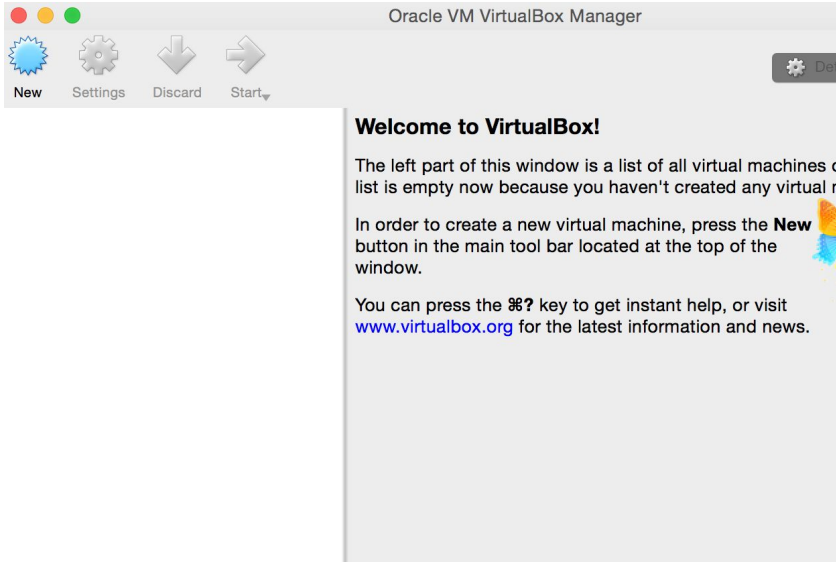 Oracle VM VirtualBox Manager
New Settings Discard Start
Welcome to VirtualBox!
The left part of this window is a list of all virtual machines
list is empty now because you haven't created any virtual
In order to create a new virtual machine, press the New
button in the main tool bar located at the top of the
window.
You can press the ⌘? key to get instant help, or visit
www.virtualbox.org for the latest information and news.